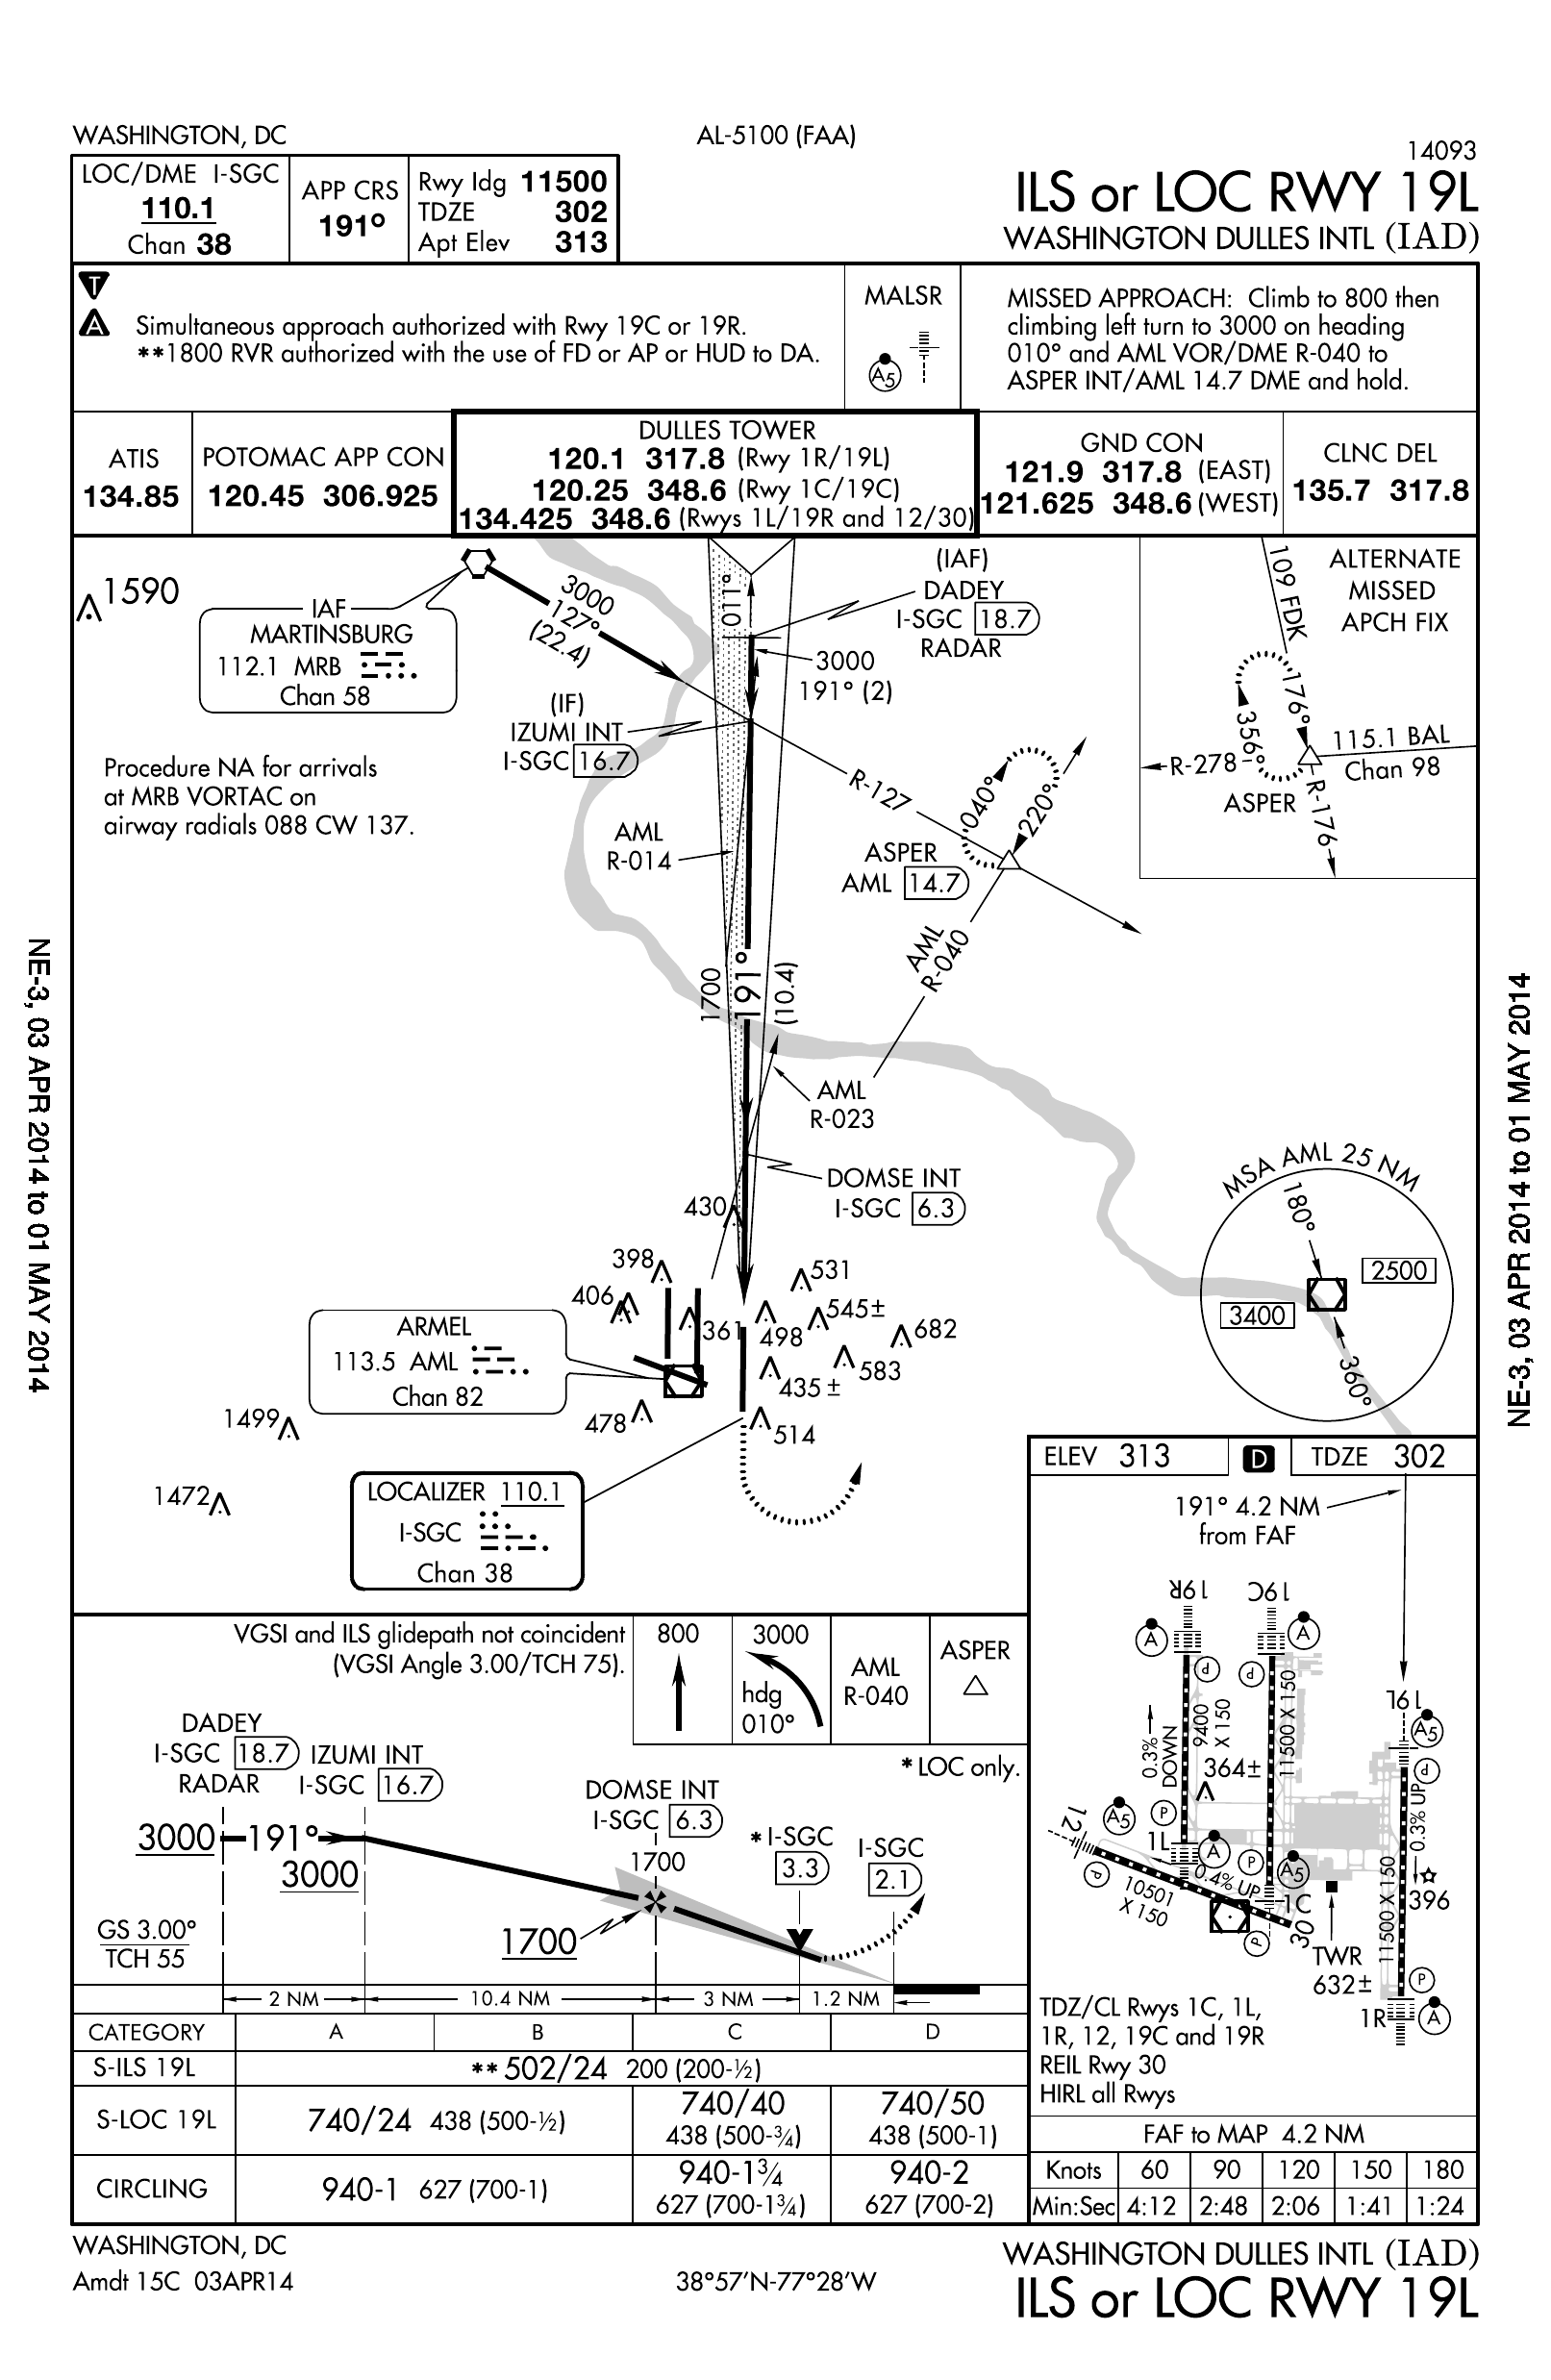 WASHINGTON, DC
AL-5100 (FAA)
14093
LOC/DME I-SGC
110.1
Chan 38
APP CRS
191°
Rwy ldg 11500
TDZE 302
Apt Elev 313
ILS or LOC RWY 19L
WASHINGTON DULLES INTL (IAD)
T
A
Simultaneous approach authorized with Rwy 19C or 19R.
**1800 RVR authorized with the use of FD or AP or HUD to DA.
MALSR
A5
MISSED APPROACH: Climb to 800 then
climbing left turn to 3000 on heading
010° and AML VOR/DME R-040 to
ASPER INT/AML 14.7 DME and hold.
ATIS
134.85
POTOMAC APP CON
120.45 306.925
DULLES TOWER
120.1 317.8 (Rwy 1R/19L)
120.25 348.6 (Rwy 1C/19C)
134.425 348.6 (Rwys 1L/19R and 12/30)
GND CON
121.9 317.8 (EAST)
121.625 348.6 (WEST)
CLNC DEL
135.7 317.8
1590
IAF
MARTINSBURG
112.1 MRB
Chan 58
3000
127°
(22.4)
011°
(IAF)
DADEY
I-SGC 18.7
RADAR
3000
191° (2)
(IF)
IZUMI INT
I-SGC 16.7
Procedure NA for arrivals
at MRB VORTAC on
airway radials 088 CW 137.
ALTERNATE
MISSED
APCH FIX
109 FDK
176°
356°
115.1 BAL
Chan 98
R-278
ASPER
R-176
R-127
040°
220°
AML
R-014
ASPER
AML 14.7
AML
R-040
1700
191°
(10.4)
AML
R-023
DOMSE INT
I-SGC 6.3
430
398
406
361
531
545±
498
682
583
435±
478
514
1499
1472
ARMEL
113.5 AML
Chan 82
LOCALIZER 110.1
I-SGC
Chan 38
MSA AML 25 NM
180°
2500
3400
360°
NE-3, 03 APR 2014 to 01 MAY 2014
NE-3, 03 APR 2014 to 01 MAY 2014
ELEV 313
D
TDZE 302
191° 4.2 NM
from FAF
19R
19C
19L
A
A
A5
P
P
P
9400
X 150
11500 X 150
0.3%
DOWN
364±
0.3% UP
12
A5
P
1L
A
P
A5
P
0.4% UP
10501
X 150
1C
30
P
TWR
632±
396
11500 X 150
P
1R
A
TDZ/CL Rwys 1C, 1L,
1R, 12, 19C and 19R
REIL Rwy 30
HIRL all Rwys
FAF to MAP 4.2 NM
Knots 60 90 120 150 180
Min:Sec 4:12 2:48 2:06 1:41 1:24
VGSI and ILS glidepath not coincident
(VGSI Angle 3.00/TCH 75).
800
3000
hdg
010°
AML
R-040
ASPER
*LOC only.
DADEY
I-SGC 18.7
RADAR
IZUMI INT
I-SGC 16.7
DOMSE INT
I-SGC 6.3
*I-SGC
3.3
I-SGC
2.1
3000
191°
3000
1700
1700
GS 3.00°
TCH 55
2 NM
10.4 NM
3 NM
1.2 NM
CATEGORY A B C D
S-ILS 19L **502/24 200 (200-½)
S-LOC 19L 740/24 438 (500-½) 740/40 438 (500-¾) 740/50 438 (500-1)
CIRCLING 940-1 627 (700-1) 940-1¾ 627 (700-1¾) 940-2 627 (700-2)
WASHINGTON, DC
Amdt 15C 03APR14
38°57'N-77°28'W
WASHINGTON DULLES INTL (IAD)
ILS or LOC RWY 19L